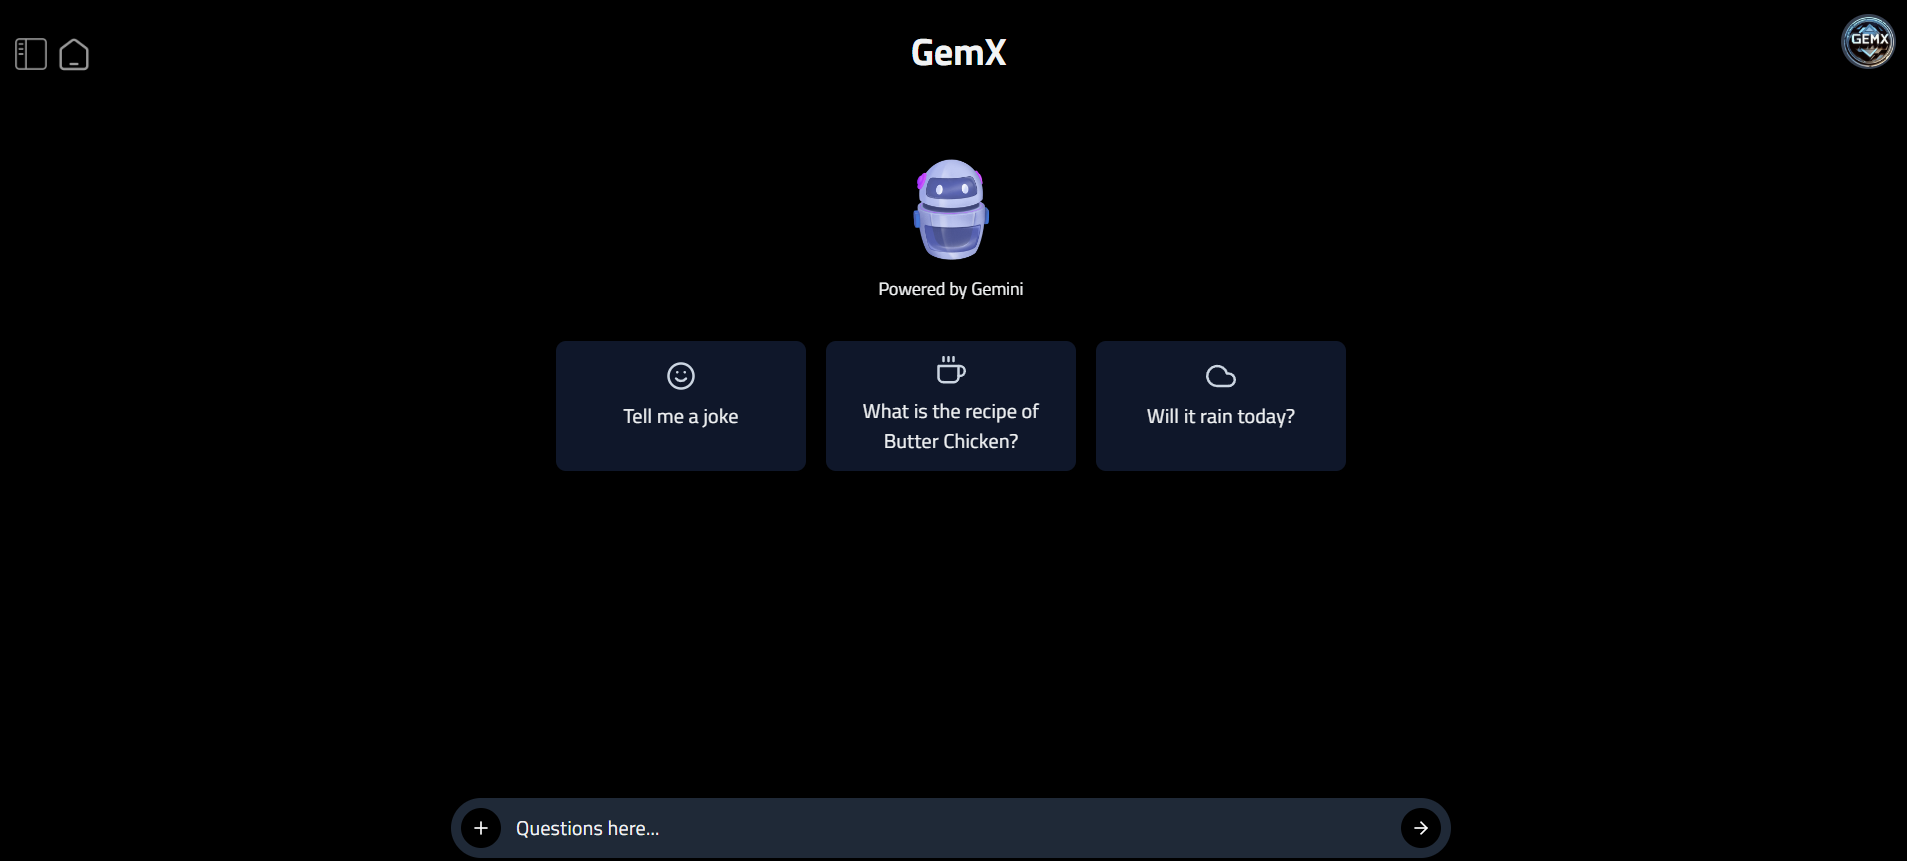 GemX
GEMX
Powered by Gemini
Tell me a joke
What is the recipe of
Butter Chicken?
Will it rain today?
Questions here...